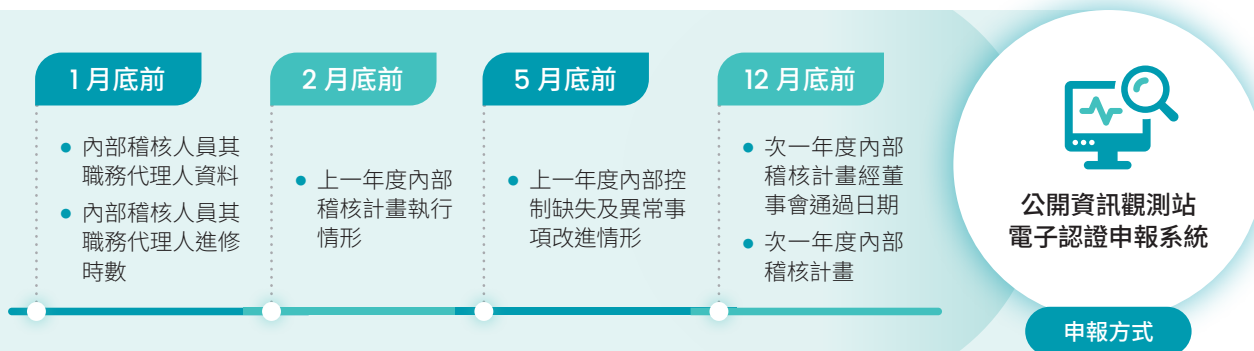 1 月底前
內部稽核人員其
職務代理人資料
內部稽核人員其
職務代理人進修
時數
2 月底前
上一年度內部
稽核計畫執行
情形
5 月底前
上一年度內部控
制缺失及異常事
項改進情形
12 月底前
次一年度內部
稽核計畫經董
事會通過日期
次一年度內部
稽核計畫
公開資訊觀測站
電子認證申報系統
申報方式